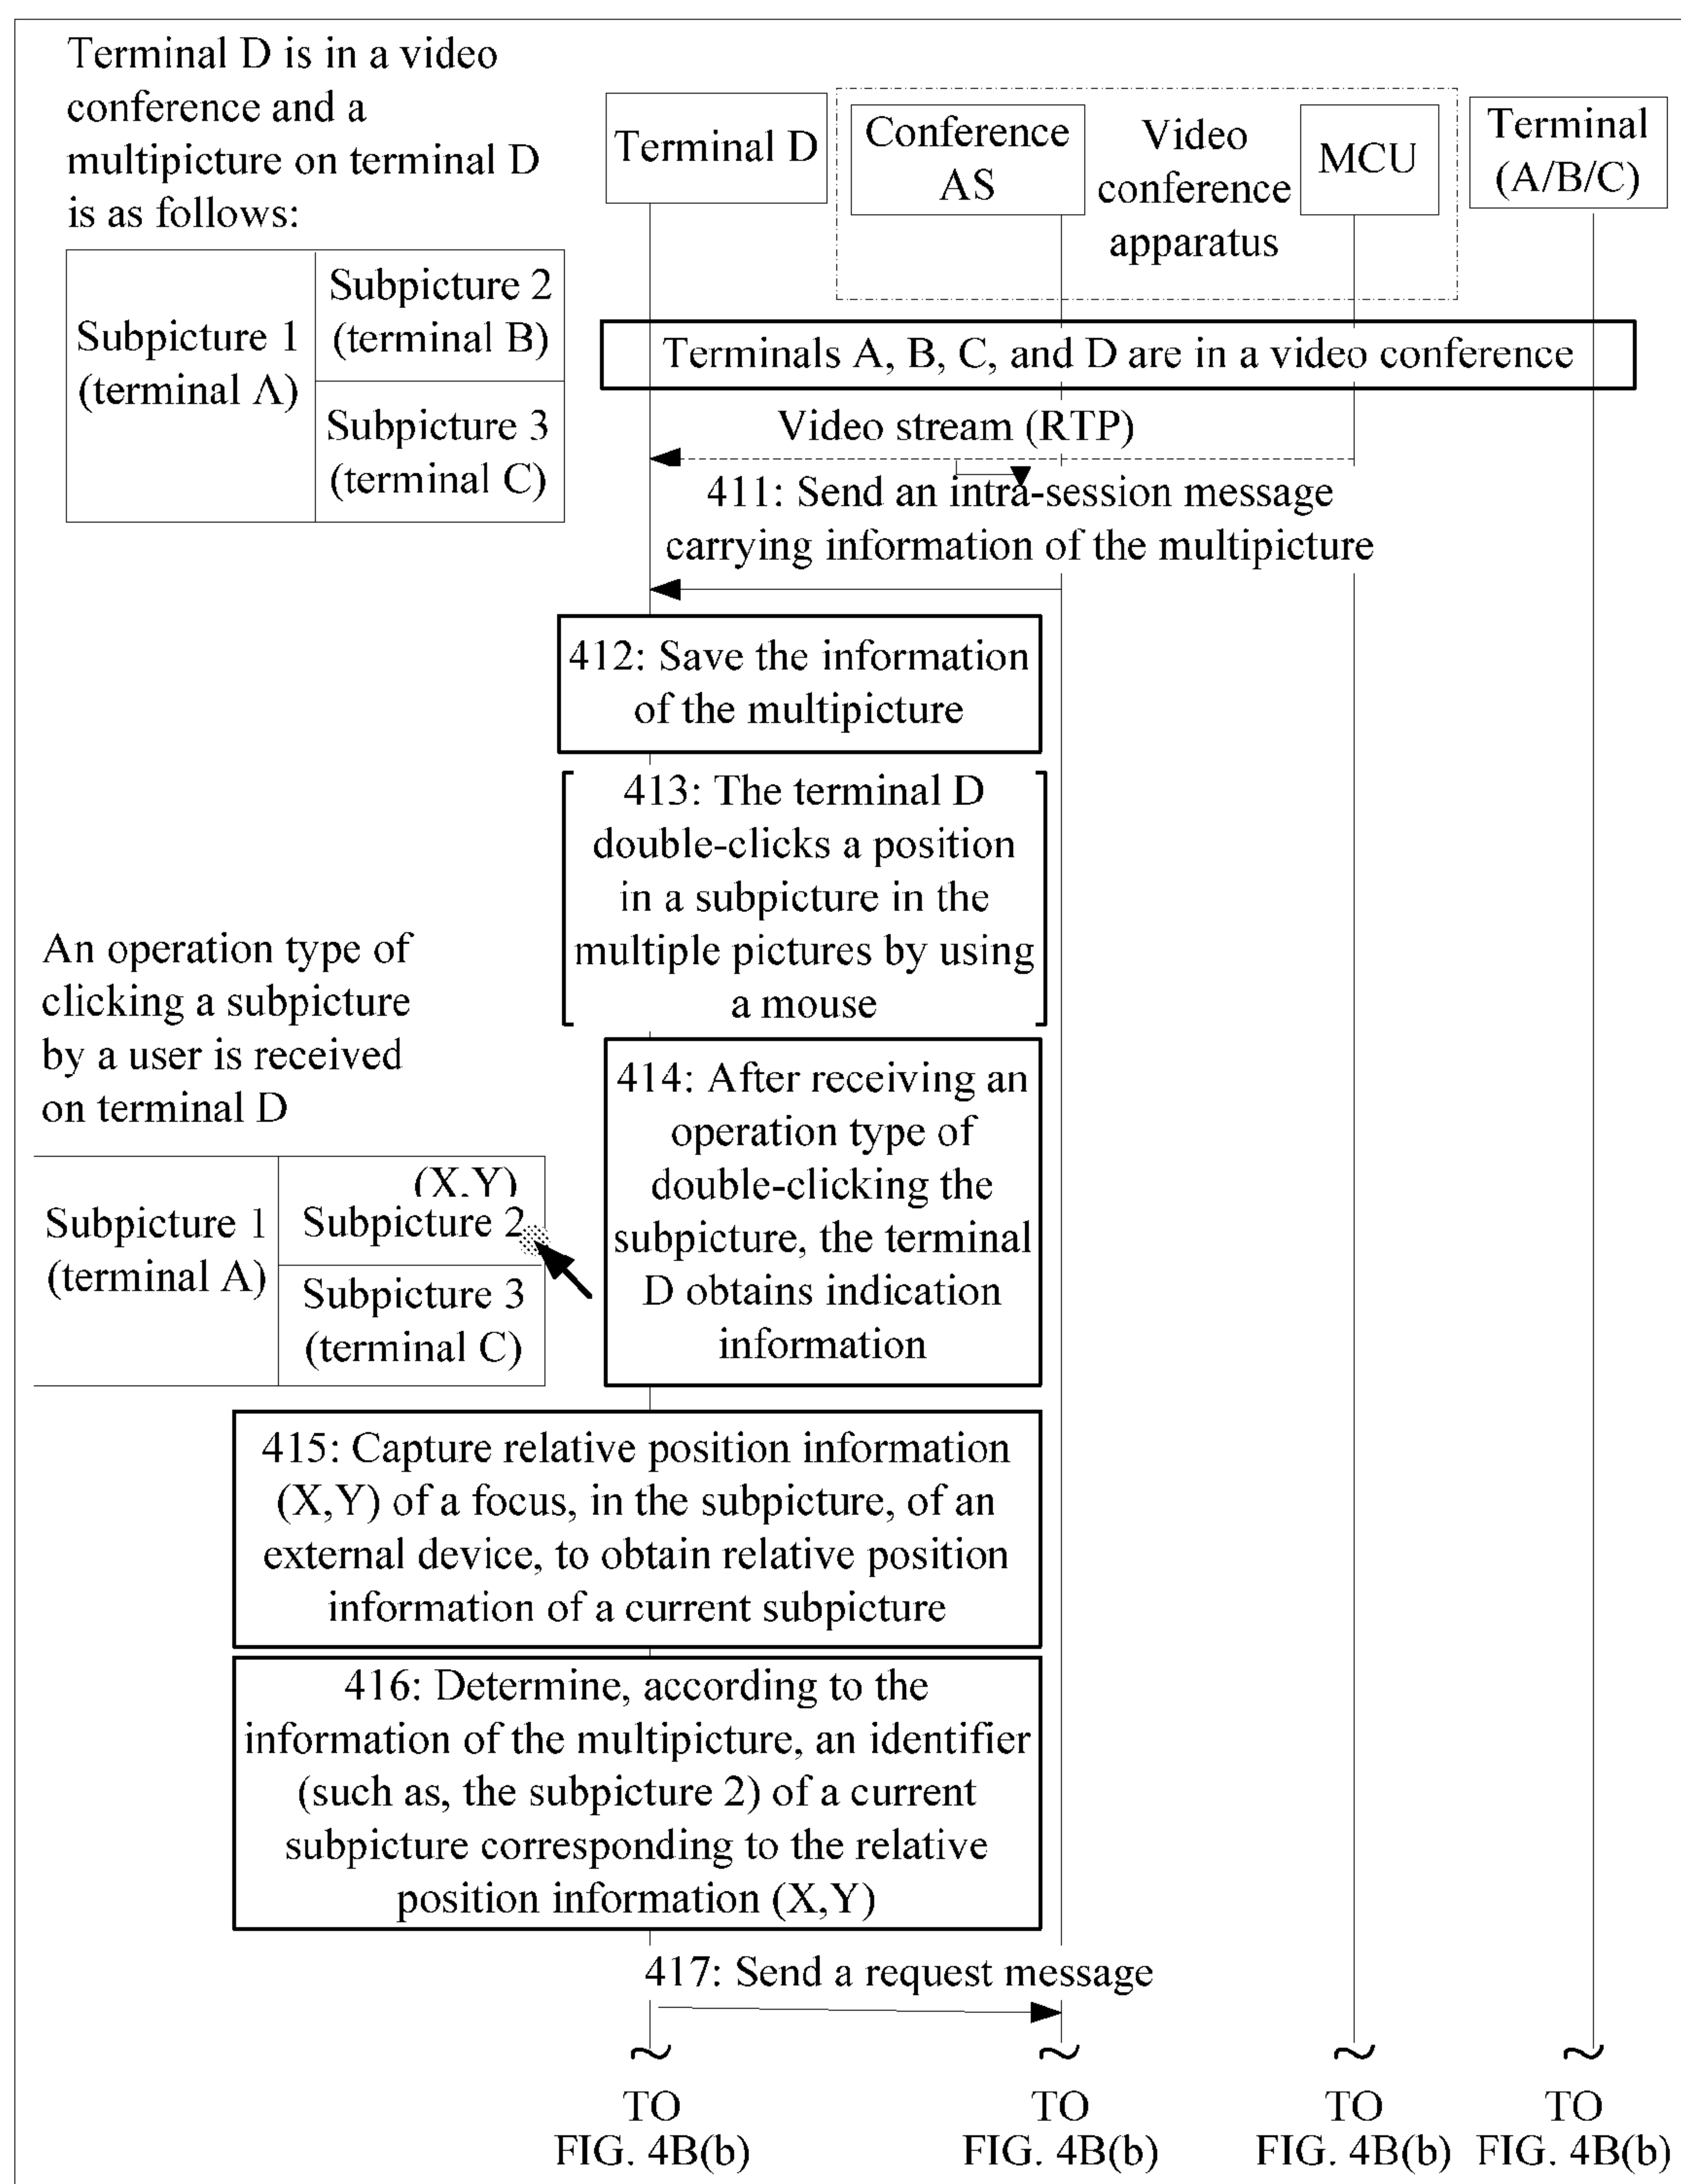 Terminal D is in a video
conference and a
multipicture on terminal D
is as follows:
Subpicture 1
(terminal A)
Subpicture 2
(terminal B)
Subpicture 3
(terminal C)
Terminal D
Conference
AS
Video
conference
apparatus
MCU
Terminal
(A/B/C)
Terminals A, B, C, and D are in a video conference
Video stream (RTP)
411: Send an intra-session message
carrying information of the multipicture
412: Save the information
of the multipicture
413: The terminal D
double-clicks a position
in a subpicture in the
multiple pictures by using
a mouse
An operation type of
clicking a subpicture
by a user is received
on terminal D
Subpicture 1
(terminal A)
(X,Y)
Subpicture 2
Subpicture 3
(terminal C)
414: After receiving an
operation type of
double-clicking the
subpicture, the terminal
D obtains indication
information
415: Capture relative position information
(X,Y) of a focus, in the subpicture, of an
external device, to obtain relative position
information of a current subpicture
416: Determine, according to the
information of the multipicture, an identifier
(such as, the subpicture 2) of a current
subpicture corresponding to the relative
position information (X,Y)
417: Send a request message
TO
FIG. 4B(b)
TO
FIG. 4B(b)
TO
FIG. 4B(b)
TO
FIG. 4B(b)